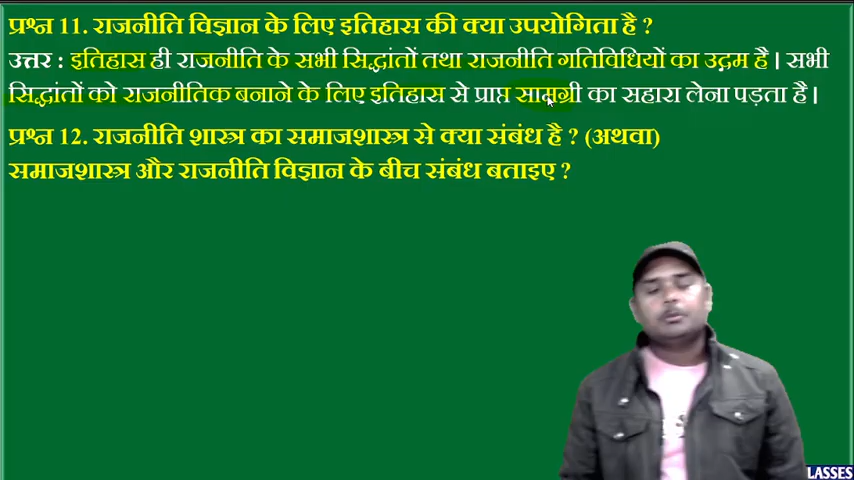 प्रश्न 11. राजनीति विज्ञान के लिए इतिहास की क्या उपयोगिता है ?
उत्तर : इतिहास ही राजनीति के सभी सिद्धांतों तथा राजनीति गतिविधियों का उद्गम है | सभी
सिद्धांतों को राजनीतिक बनाने के लिए इतिहास से प्राप्त सामग्री का सहारा लेना पड़ता है |
प्रश्न 12. राजनीति शास्त्र का समाजशास्त्र से क्या संबंध है ? (अथवा)
समाजशास्त्र और राजनीति विज्ञान के बीच संबंध बताइए ?
LASSES